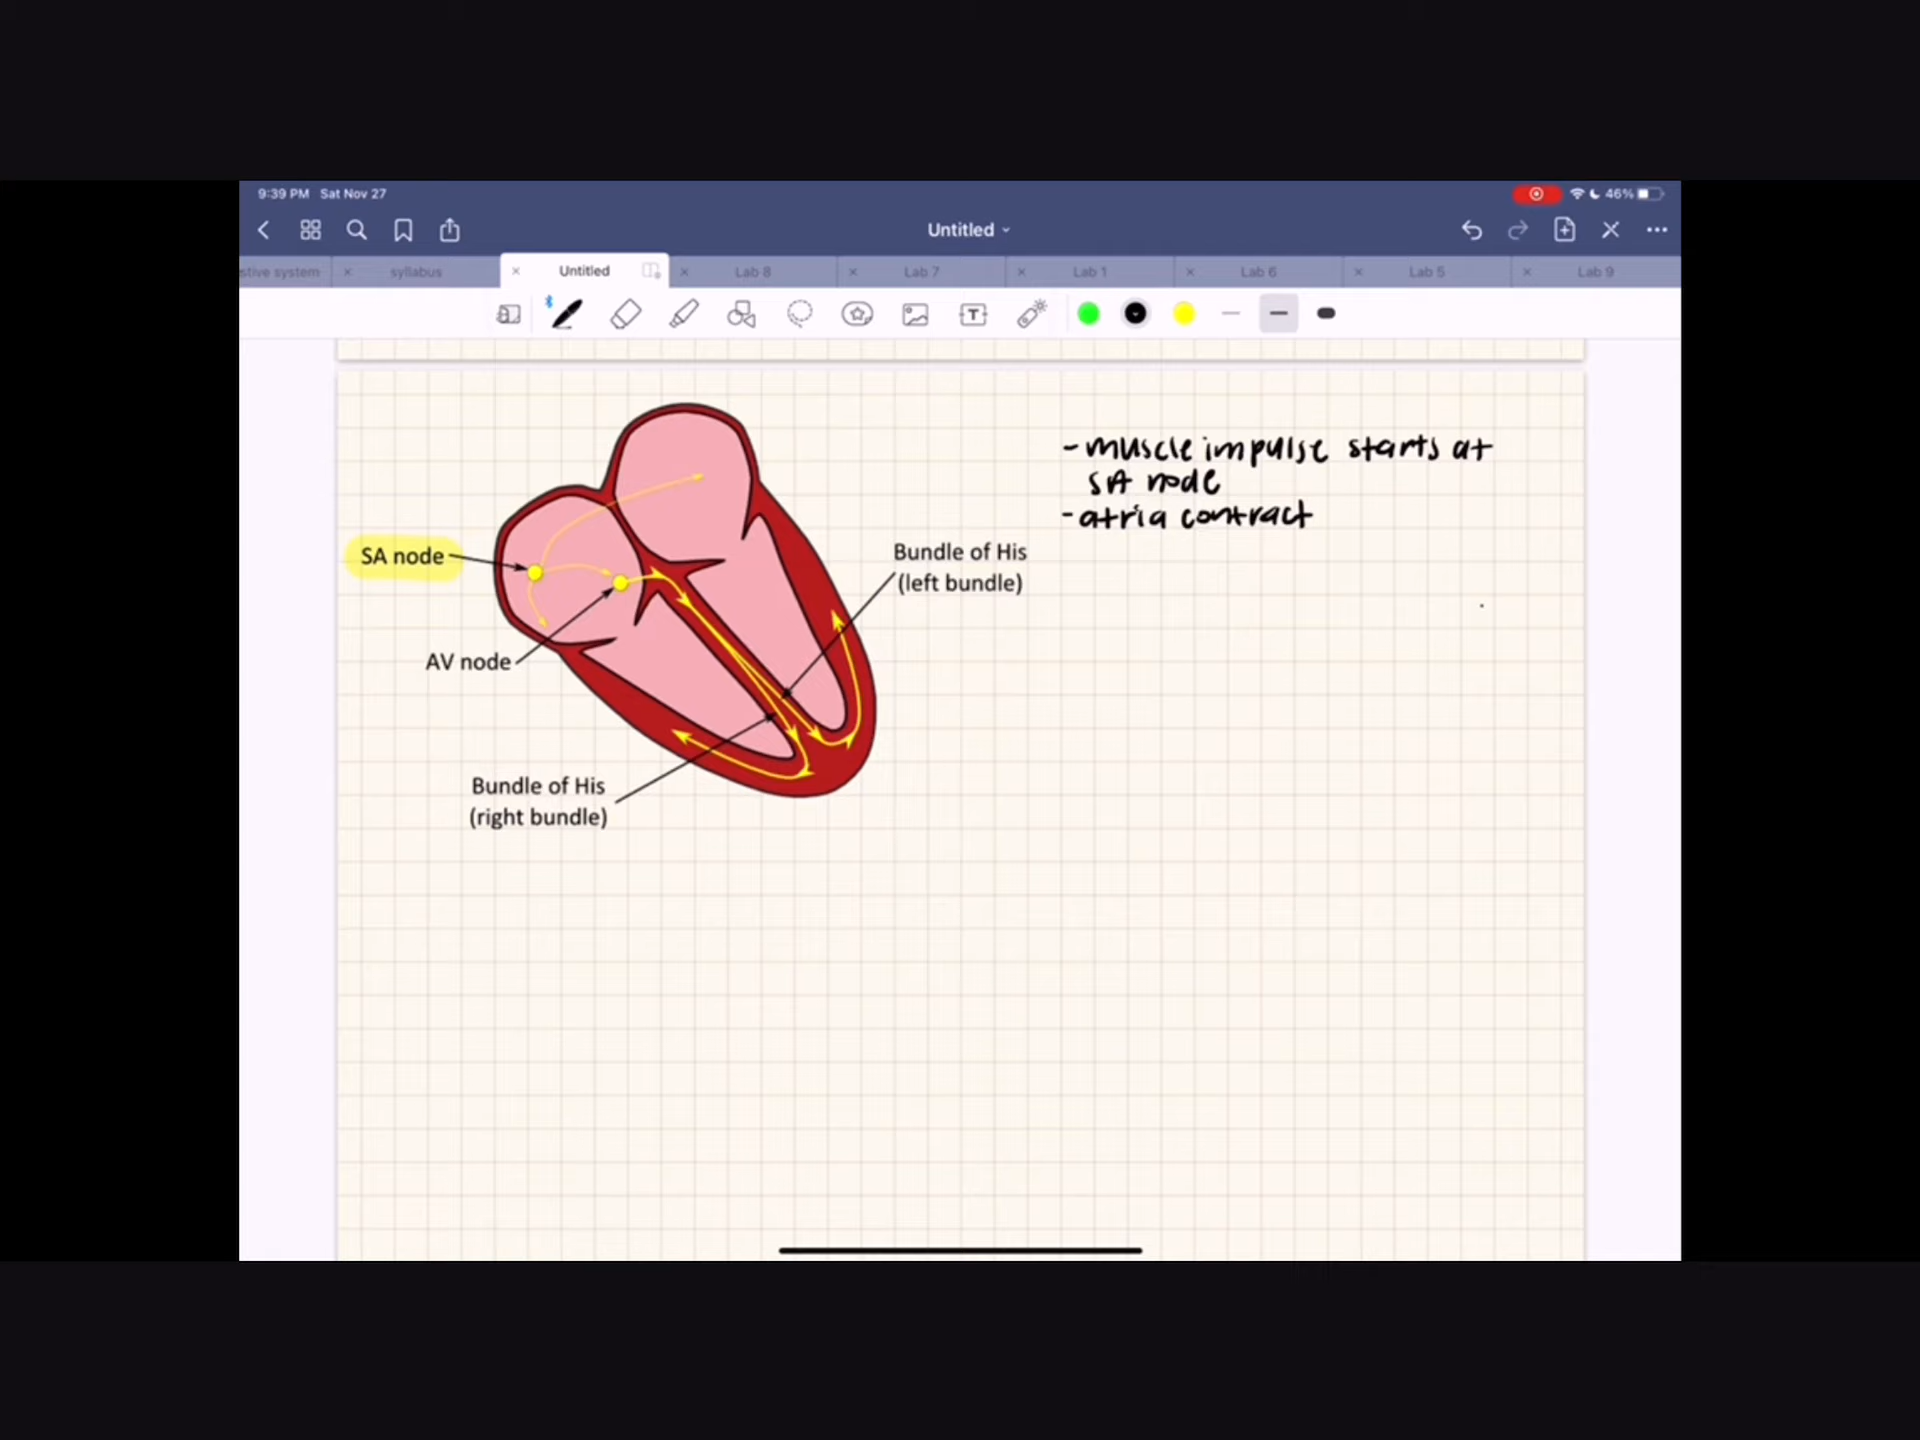 9:39 PM Sat Nov 27
46%
Untitled
stive system
syllabus
Untitled
Lab 8
Lab 7
Lab 1
Lab 6
Lab 5
Lab 9
T
- muscle impulse starts at
SA node
- atria contract
SA node
Bundle of His
(left bundle)
AV node
Bundle of His
(right bundle)